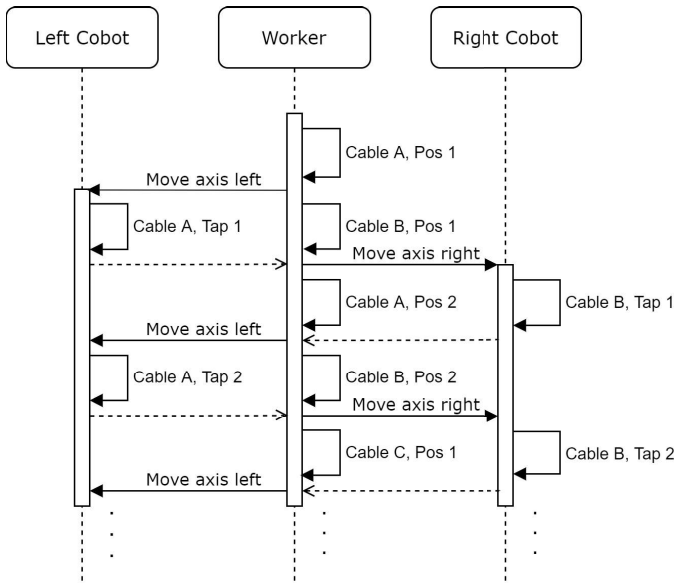 Left Cobot
Worker
Right Cobot
Cable A, Pos 1
Move axis left
Cable A, Tap 1
Cable B, Pos 1
Move axis right
Cable A, Pos 2
Cable B, Tap 1
Move axis left
Cable A, Tap 2
Cable B, Pos 2
Move axis right
Cable C, Pos 1
Cable B, Tap 2
Move axis left